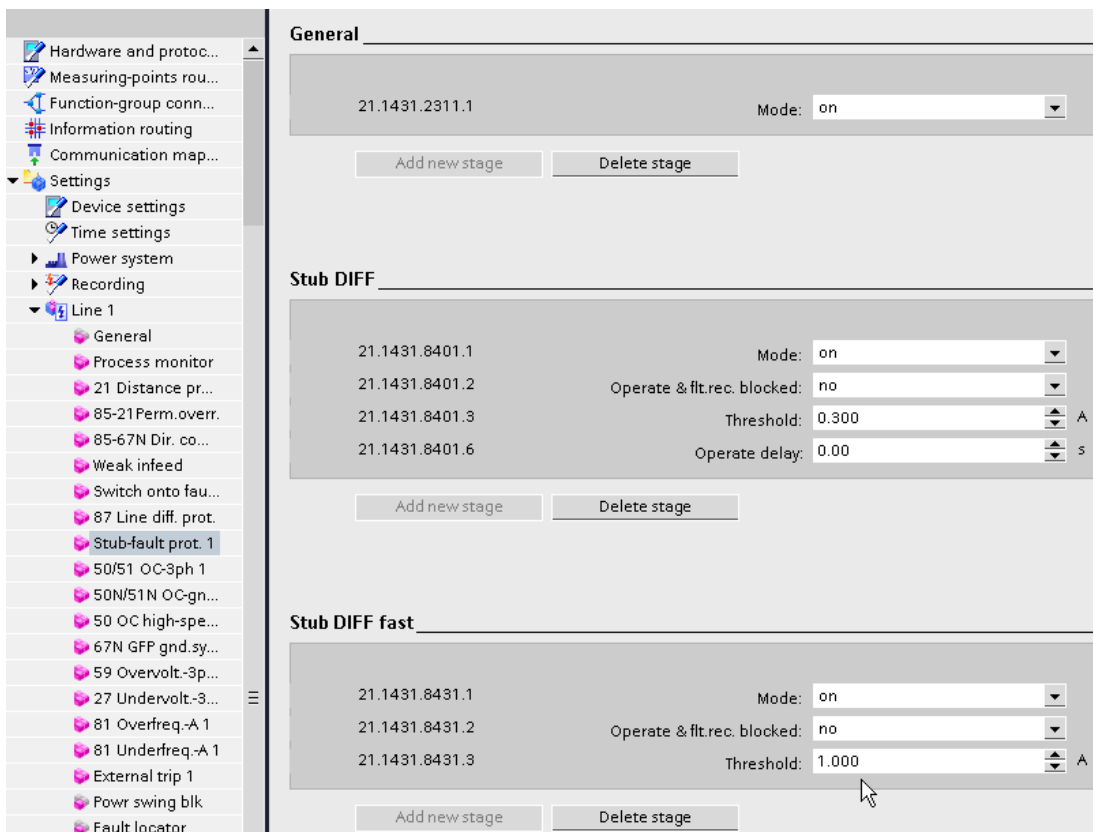 Hardware and protoc...
Measuring-points rou...
Function-group conn...
Information routing
Communication map...
Settings
Device settings
Time settings
Power system
Recording
Line 1
General
Process monitor
21 Distance pr...
85-21Perm.overr.
85-67N Dir. co...
Weak infeed
Switch onto fau...
87 Line diff. prot.
Stub-fault prot. 1
50/51 OC-3ph 1
50N/51N OC-gn...
50 OC high-spe...
67N GFP gnd.sy...
59 Overvolt.-3p...
27 Undervolt.-3...
81 Overfreq.-A 1
81 Underfreq.-A 1
External trip 1
Powr swing blk
Fault locator
General
21.1431.2311.1 Mode: on
Add new stage Delete stage
Stub DIFF
21.1431.8401.1 Mode: on
21.1431.8401.2 Operate & flt.rec. blocked: no
21.1431.8401.3 Threshold: 0.300 A
21.1431.8401.6 Operate delay: 0.00 s
Add new stage Delete stage
Stub DIFF fast
21.1431.8431.1 Mode: on
21.1431.8431.2 Operate & flt.rec. blocked: no
21.1431.8431.3 Threshold: 1.000 A
Add new stage Delete stage